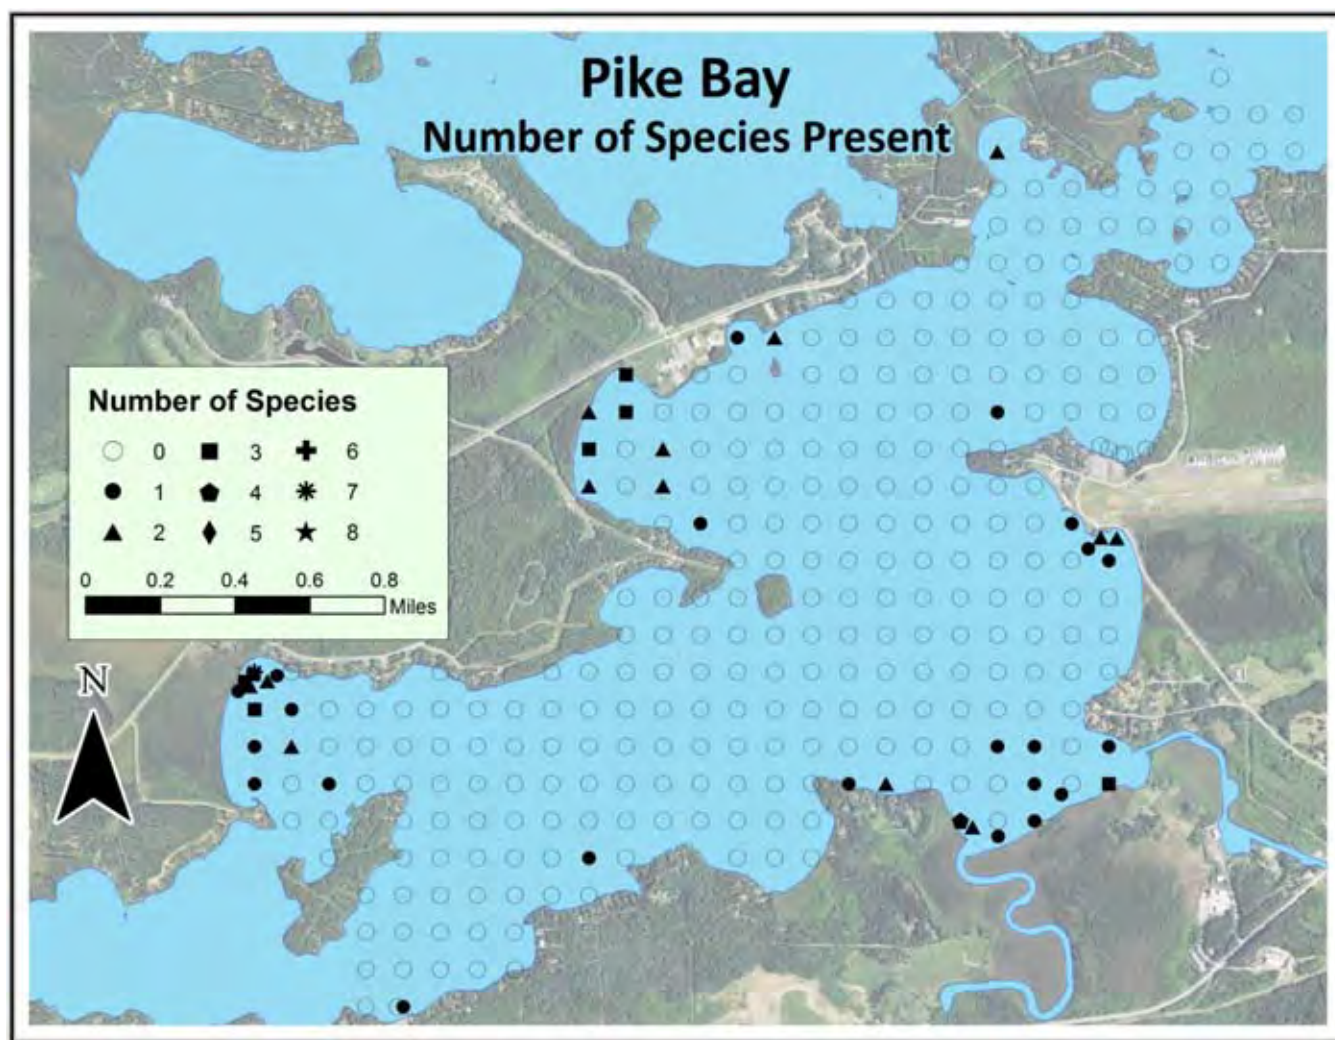 Pike Bay
Number of Species Present
Number of Species
0 3 6
1 4 7
2 5 8
0 0.2 0.4 0.6 0.8
Miles
N